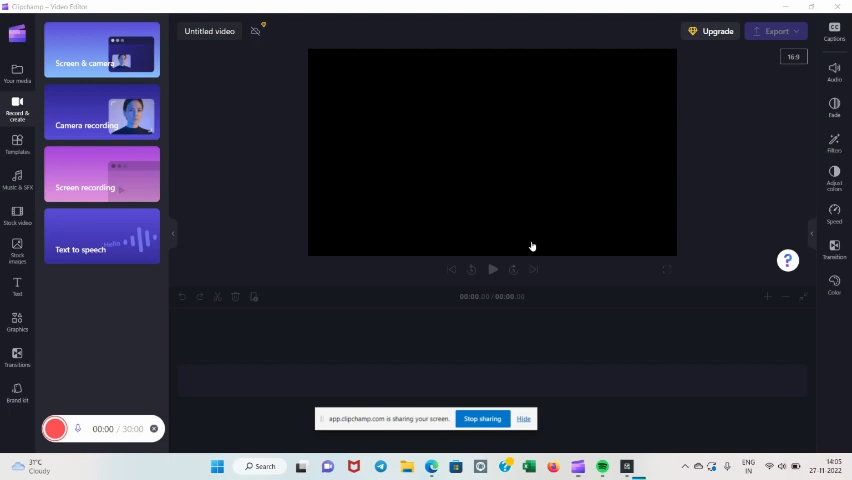 Clipchamp - Video Editor
Untitled video
Upgrade
Export
16:9
Your media
Record &
create
Templates
Music & SFX
Stock video
Stock
images
Text
Graphics
Transitions
Brand kit
Screen & camera
Camera recording
Screen recording
Hello
Text to speech
CC
Captions
Audio
Fade
Filters
Adjust
colors
Speed
Transition
Color
?
00:00.00 / 00:00.00
00:00 / 30:00
app.clipchamp.com is sharing your screen.
Stop sharing
Hide
31°C
Cloudy
Search
ENG
IN
14:05
27-11-2022